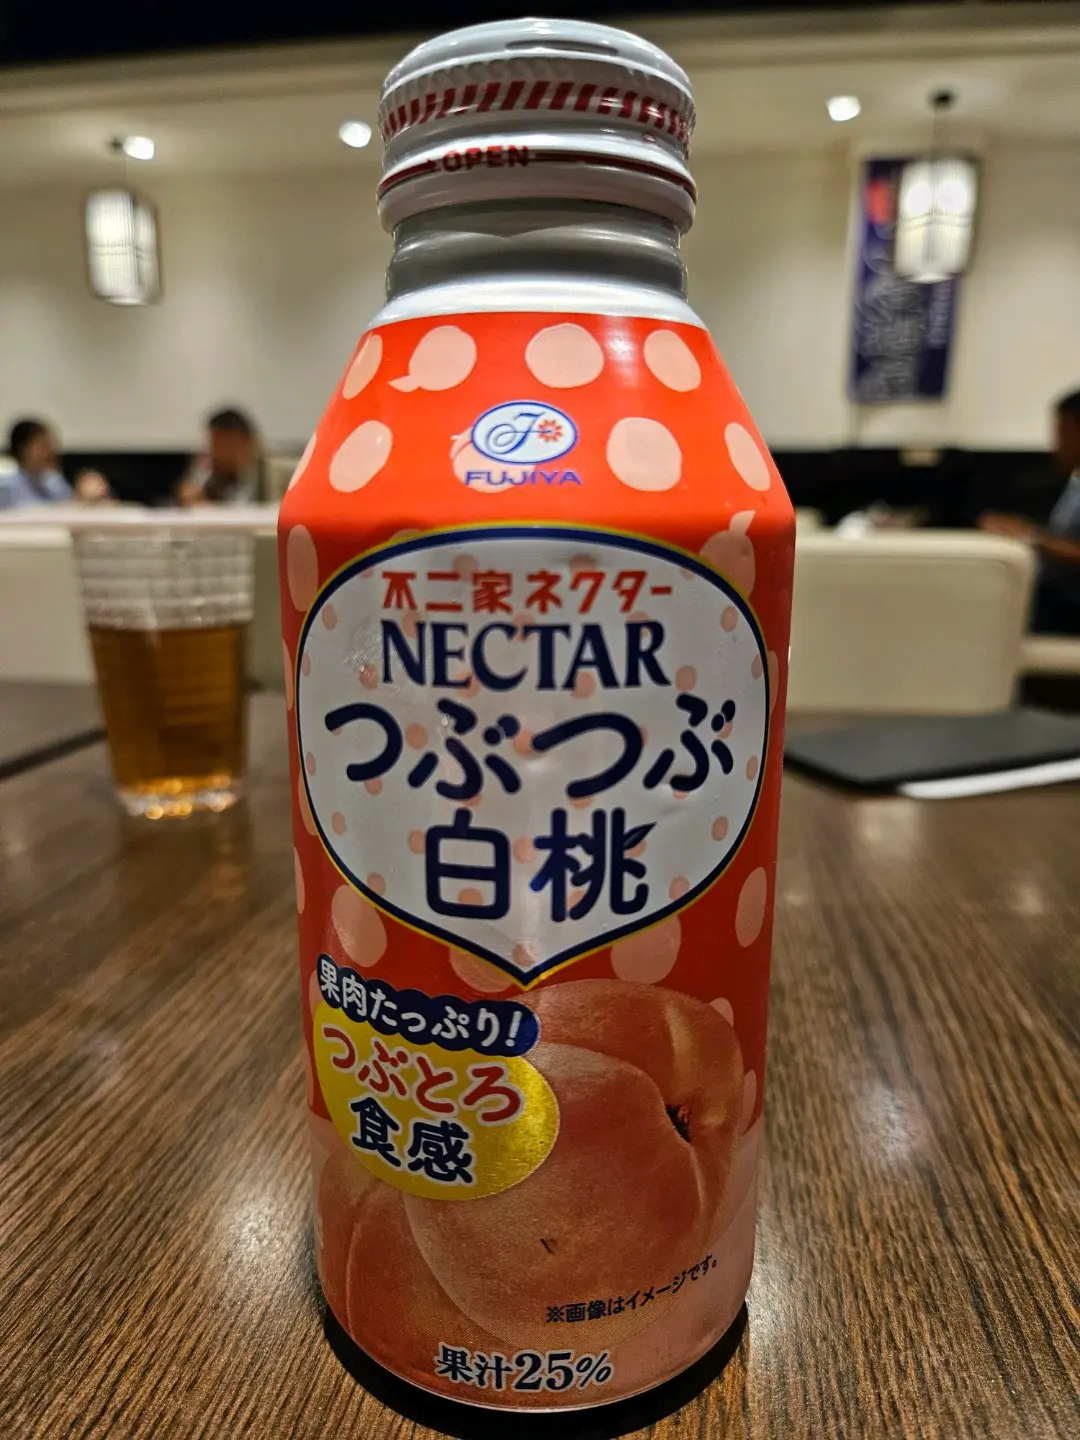 OPEN
FUJIYA
不二家ネクター
NECTAR
つぶつぶ
白桃
果肉たっぷり!
つぶとろ
食感
※画像はイメージです。
果汁25%